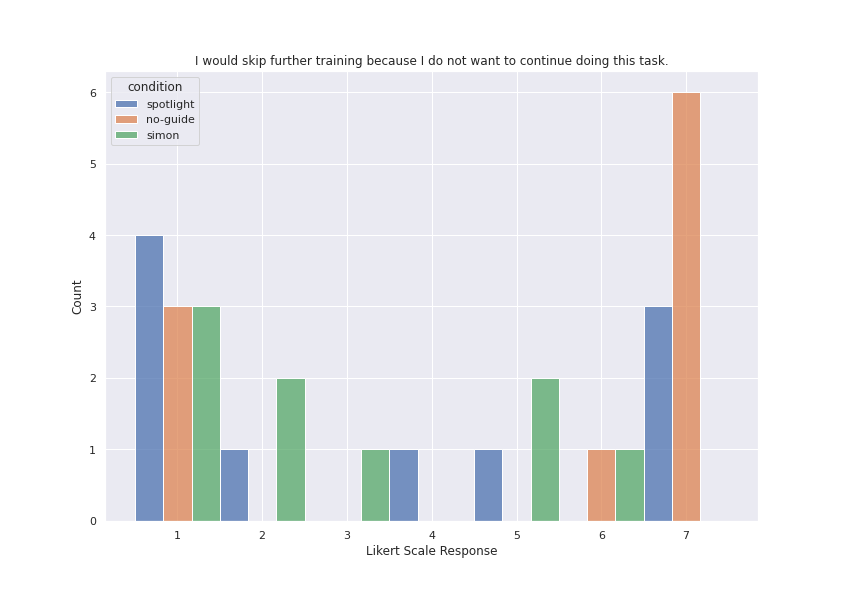 I would skip further training because I do not want to continue doing this task.
condition
spotlight
no-guide
simon
Count
6
5
4
3
2
1
0
1 2 3 4 5 6 7
Likert Scale Response